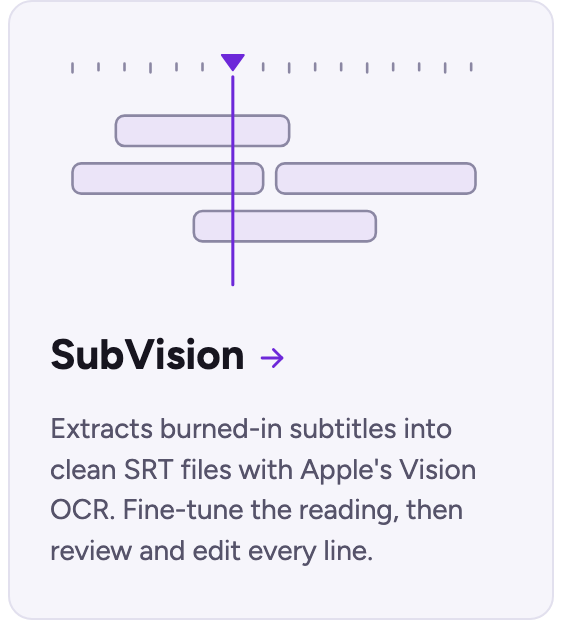 SubVision →
Extracts burned-in subtitles into
clean SRT files with Apple's Vision
OCR. Fine-tune the reading, then
review and edit every line.